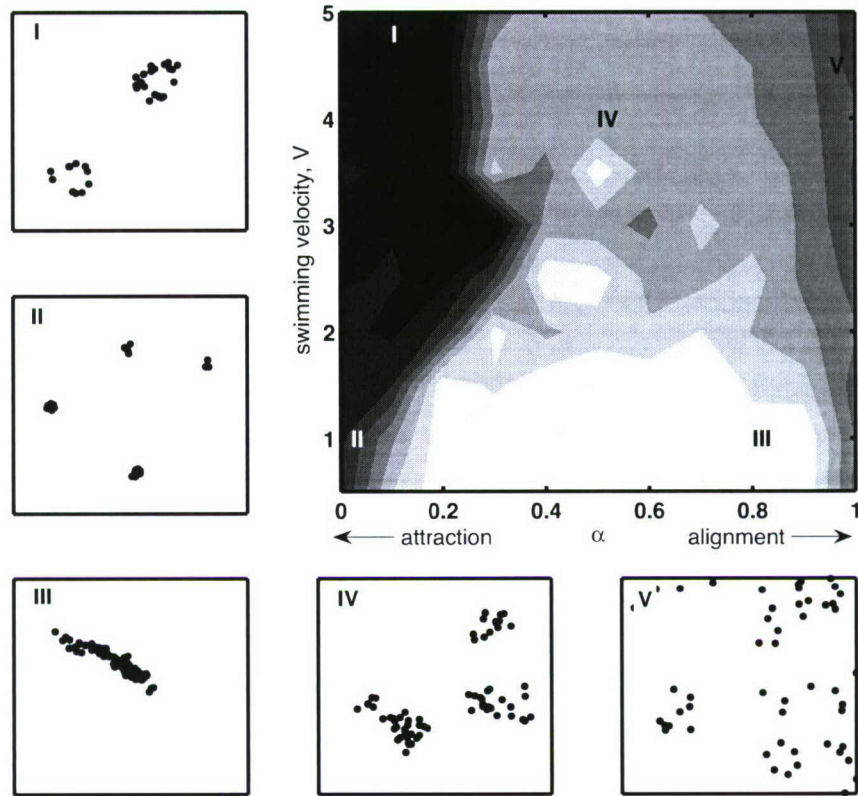 I
II
III
IV
V
swimming velocity, V
5
4
3
2
1
I
V
IV
II
III
0
0.2
0.4
0.6
0.8
1
attraction
α
alignment